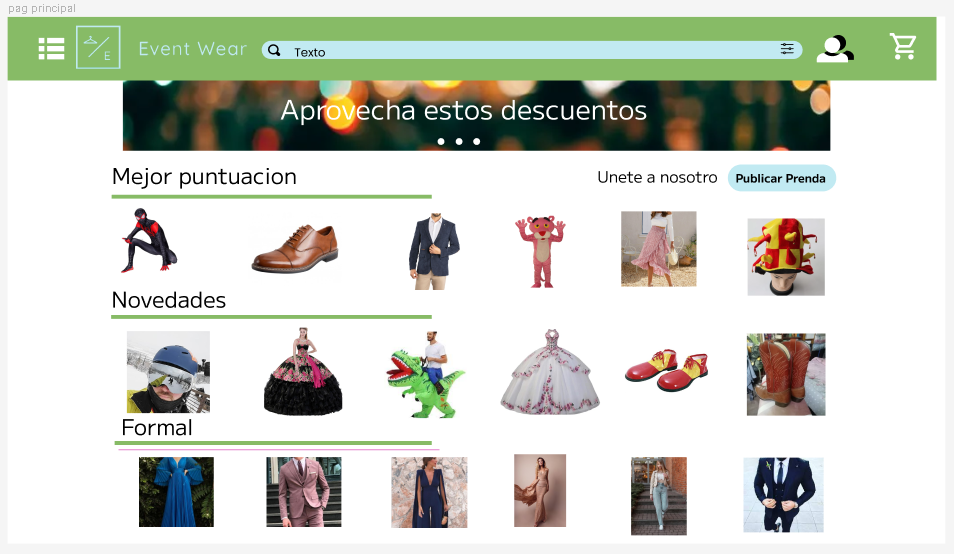 pag principal
E
Event Wear
Texto
Aprovecha estos descuentos
Mejor puntuacion
Unete a nosotro
Publicar Prenda
Novedades
Formal